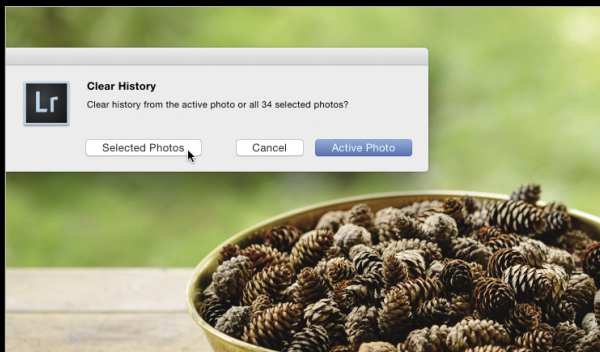 Lr
Clear History
Clear history from the active photo or all 34 selected photos?
Selected Photos
Cancel
Active Photo